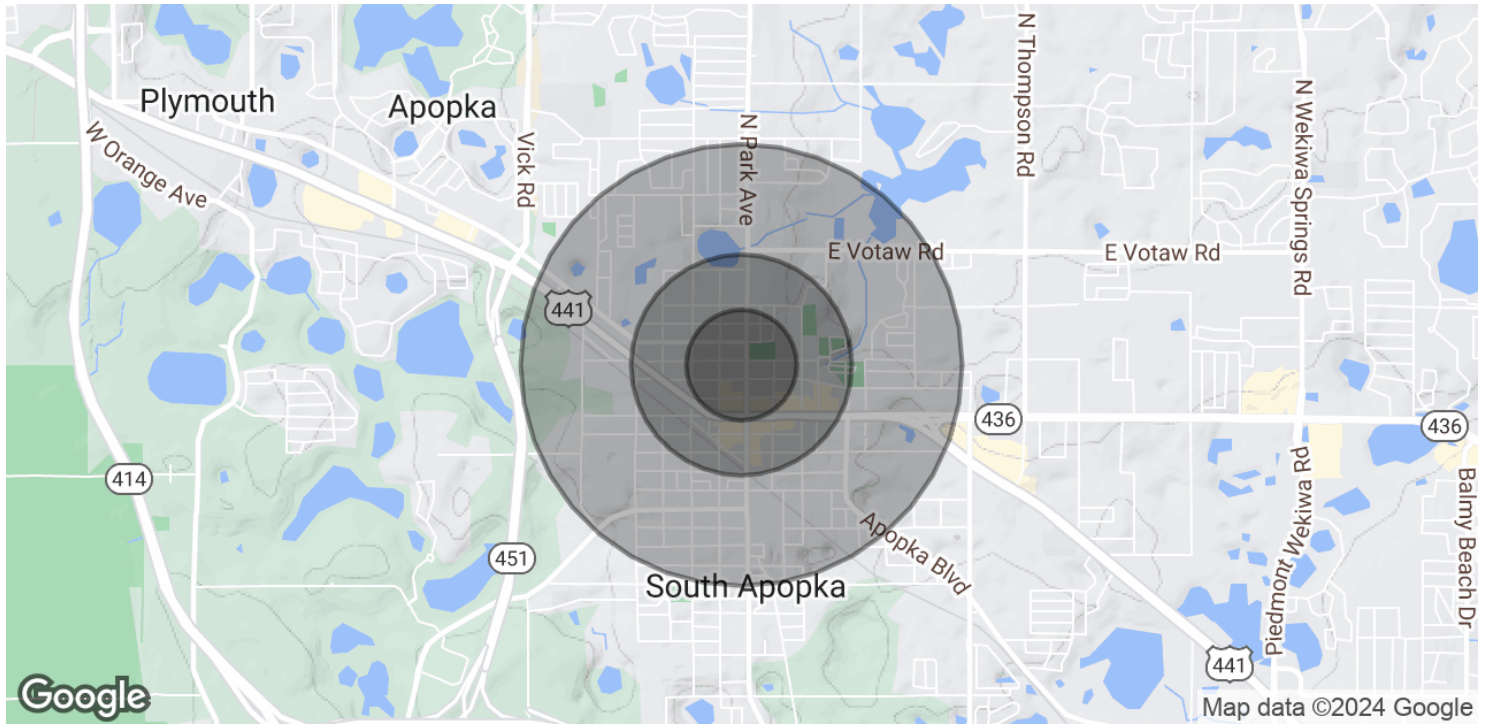 Plymouth
Apopka
W Orange Ave
Vick Rd
N Park Ave
N Thompson Rd
N Wekiwa Springs Rd
E Votaw Rd
E Votaw Rd
441
436
436
414
451
Apopka Blvd
South Apopka
Piedmont Wekiwa Rd
Balmy Beach Dr
441
Google
Map data ©2024 Google